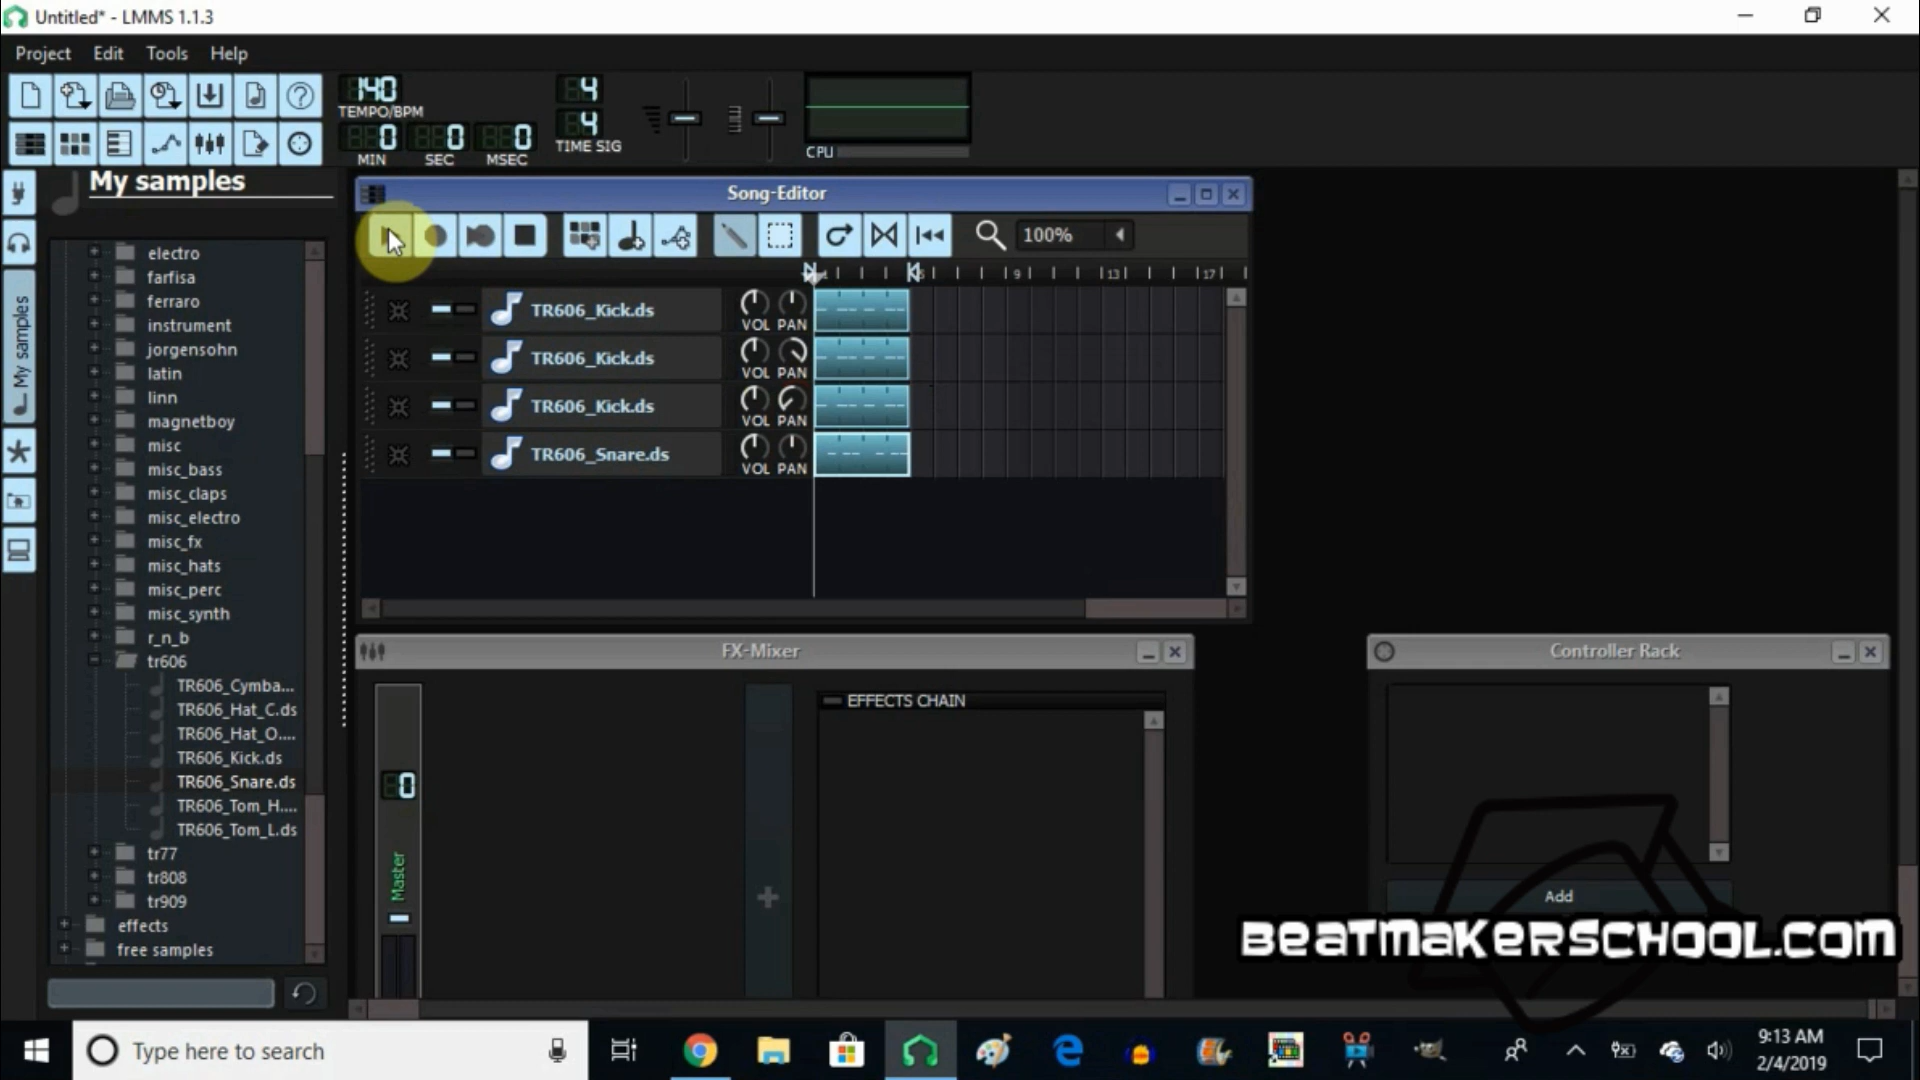 Untitled* - LMMS 1.1.3
Project Edit Tools Help
140
TEMPO/BPM
0 0 0
MIN SEC MSEC
4
4
TIME SIG
CPU
My samples
My samples
electro
farfisa
ferraro
instrument
jorgensohn
latin
linn
magnetboy
misc
misc_bass
misc_claps
misc_electro
misc_fx
misc_hats
misc_perc
misc_synth
r_n_b
tr606
TR606_Cymba...
TR606_Hat_C.ds
TR606_Hat_O....
TR606_Kick.ds
TR606_Snare.ds
TR606_Tom_H....
TR606_Tom_L.ds
tr77
tr808
tr909
effects
free samples
Song-Editor
100%
9 13 17
TR606_Kick.ds VOL PAN
TR606_Kick.ds VOL PAN
TR606_Kick.ds VOL PAN
TR606_Snare.ds VOL PAN
FX-Mixer
0
Master
EFFECTS CHAIN
Controller Rack
Add
BEATMAKERSCHOOL.COM
Type here to search
9:13 AM
2/4/2019